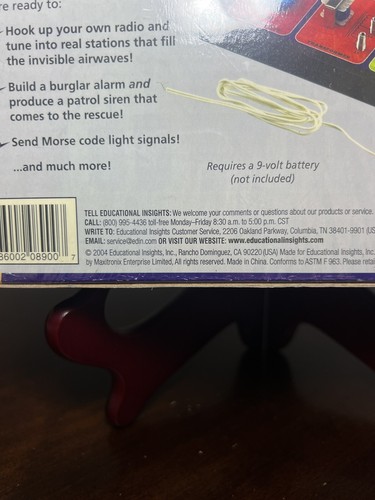 re ready to:
Hook up your own radio and
tune into real stations that fill
the invisible airwaves!
Build a burglar alarm and
produce a patrol siren that
comes to the rescue!
Send Morse code light signals!
...and much more!
Requires a 9-volt battery
(not included)
TELL EDUCATIONAL INSIGHTS: We welcome your comments or questions about our products or service.
CALL: (800) 995-4436 toll-free Monday–Friday 8:30 a.m. to 5:00 p.m. CST
WRITE TO: Educational Insights Customer Service, 2206 Oakland Parkway, Columbia, TN 38401-9901 (US
EMAIL: service@edin.com OR VISIT OUR WEBSITE: www.educationalinsights.com
© 2004 Educational Insights, Inc., Rancho Dominguez, CA 90220 (USA) Made for Educational Insights, Inc.
by Maxitronix Enterprise Limited, All rights reserved. Made in China. Conforms to ASTM F 963. Please retai
86002 08900 7